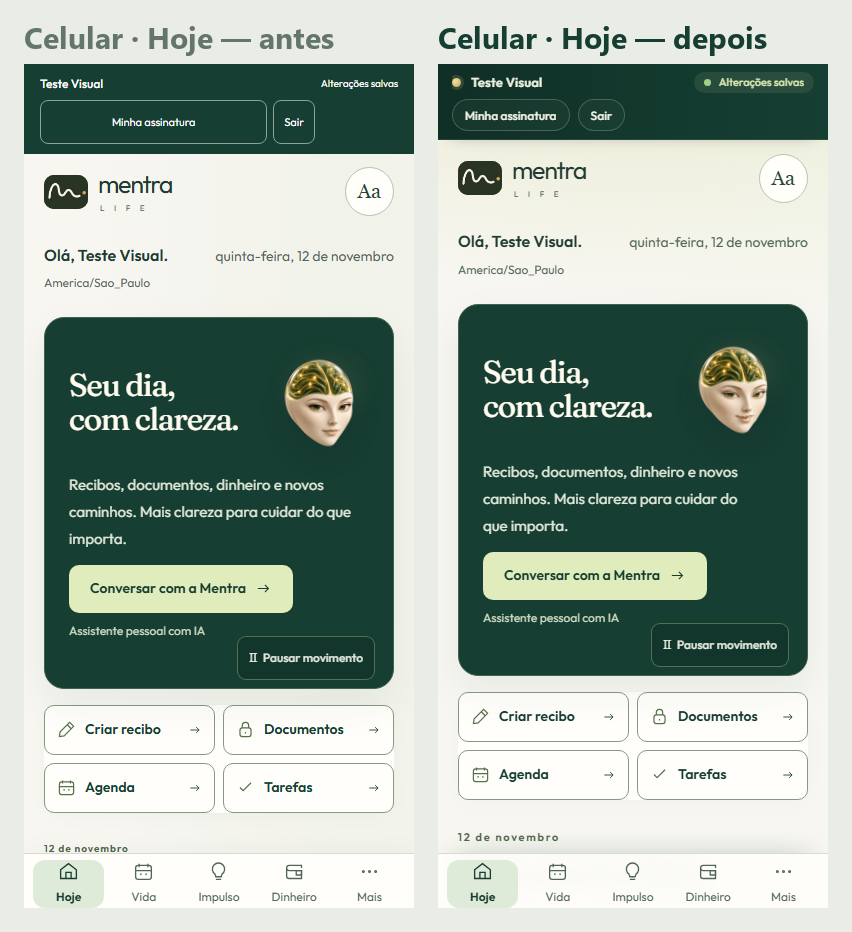 Celular · Hoje — antes
Teste Visual
Alterações salvas
Minha assinatura
Sair
mentra
LIFE
Aa
Olá, Teste Visual.
quinta-feira, 12 de novembro
America/Sao_Paulo
Seu dia,
com clareza.
Recibos, documentos, dinheiro e novos
caminhos. Mais clareza para cuidar do que
importa.
Conversar com a Mentra →
Assistente pessoal com IA
Pausar movimento
Criar recibo →
Documentos →
Agenda →
Tarefas →
12 de novembro
Hoje
Vida
Impulso
Dinheiro
Mais
Celular · Hoje — depois
Teste Visual
Alterações salvas
Minha assinatura
Sair
mentra
LIFE
Aa
Olá, Teste Visual.
quinta-feira, 12 de novembro
America/Sao_Paulo
Seu dia,
com clareza.
Recibos, documentos, dinheiro e novos
caminhos. Mais clareza para cuidar do
que importa.
Conversar com a Mentra →
Assistente pessoal com IA
Pausar movimento
Criar recibo →
Documentos →
Agenda →
Tarefas →
12 de novembro
Hoje
Vida
Impulso
Dinheiro
Mais